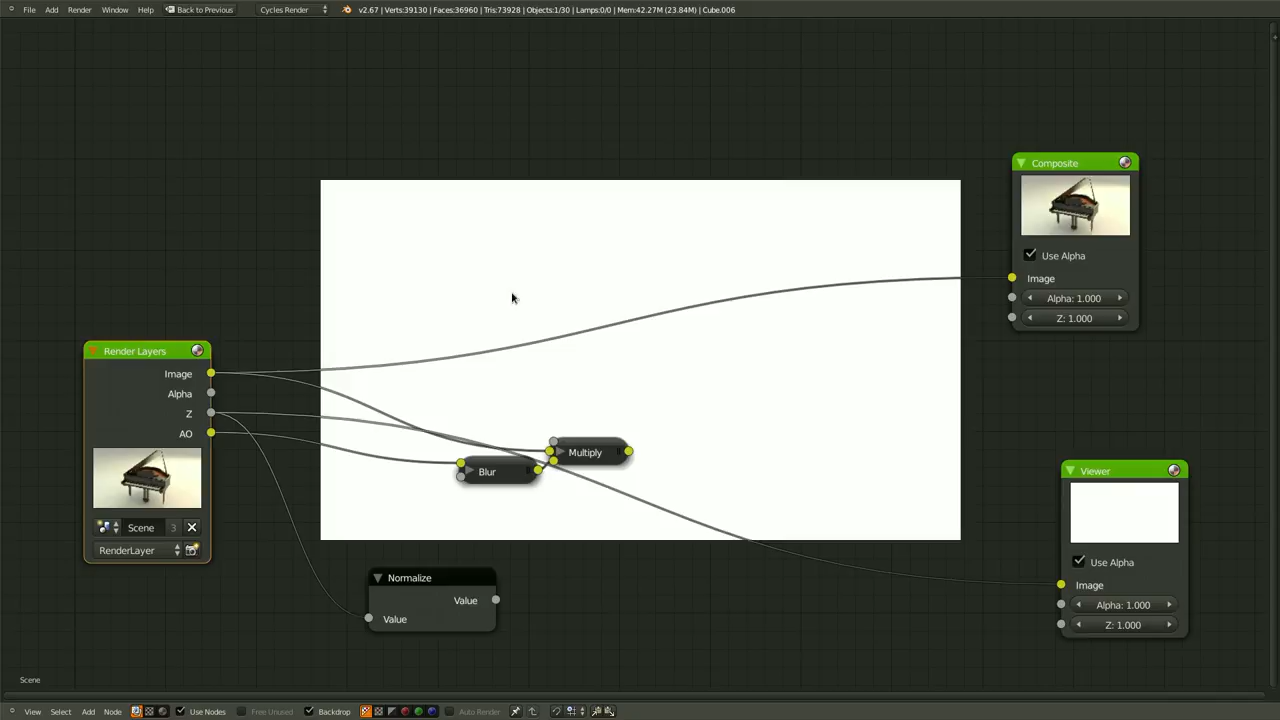 File Add Render Window Help Back to Previous Cycles Render v2.67 | Verts:39130 | Faces:36960 | Tris:73928 | Objects:1/30 | Lamps:0/0 | Mem:42.27M (23.84M) | Cube.006
Composite
Use Alpha
Image
Alpha: 1.000
Z: 1.000
Render Layers
Image
Alpha
Z
AO
Scene 3
RenderLayer
Multiply
Blur
Normalize
Value
Value
Viewer
Use Alpha
Image
Alpha: 1.000
Z: 1.000
Scene
View Select Add Node Use Nodes Free Unused Backdrop Auto Render